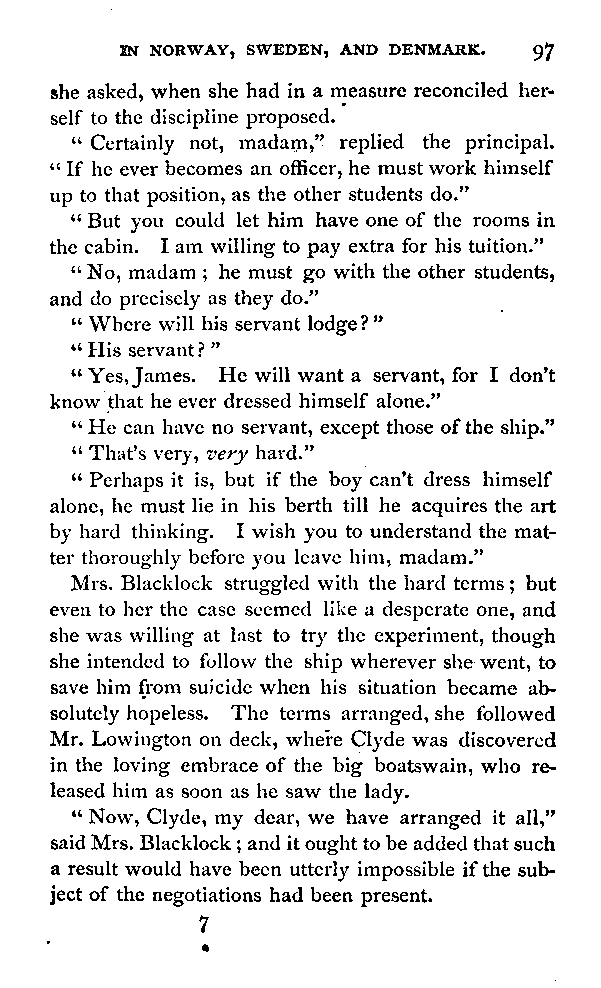 IN NORWAY, SWEDEN, AND DENMARK. 97
she asked, when she had in a measure reconciled her-
self to the discipline proposed.
"Certainly not, madam," replied the principal.
"If he ever becomes an officer, he must work himself
up to that position, as the other students do."
"But you could let him have one of the rooms in
the cabin. I am willing to pay extra for his tuition."
"No, madam; he must go with the other students,
and do precisely as they do."
"Where will his servant lodge?"
"His servant?"
"Yes, James. He will want a servant, for I don't
know that he ever dressed himself alone."
"He can have no servant, except those of the ship."
"That's very, very hard."
"Perhaps it is, but if the boy can't dress himself
alone, he must lie in his berth till he acquires the art
by hard thinking. I wish you to understand the mat-
ter thoroughly before you leave him, madam."
Mrs. Blacklock struggled with the hard terms; but
even to her the case seemed like a desperate one, and
she was willing at last to try the experiment, though
she intended to follow the ship wherever she went, to
save him from suicide when his situation became ab-
solutely hopeless. The terms arranged, she followed
Mr. Lowington on deck, where Clyde was discovered
in the loving embrace of the big boatswain, who re-
leased him as soon as he saw the lady.
"Now, Clyde, my dear, we have arranged it all,"
said Mrs. Blacklock; and it ought to be added that such
a result would have been utterly impossible if the sub-
ject of the negotiations had been present.
7